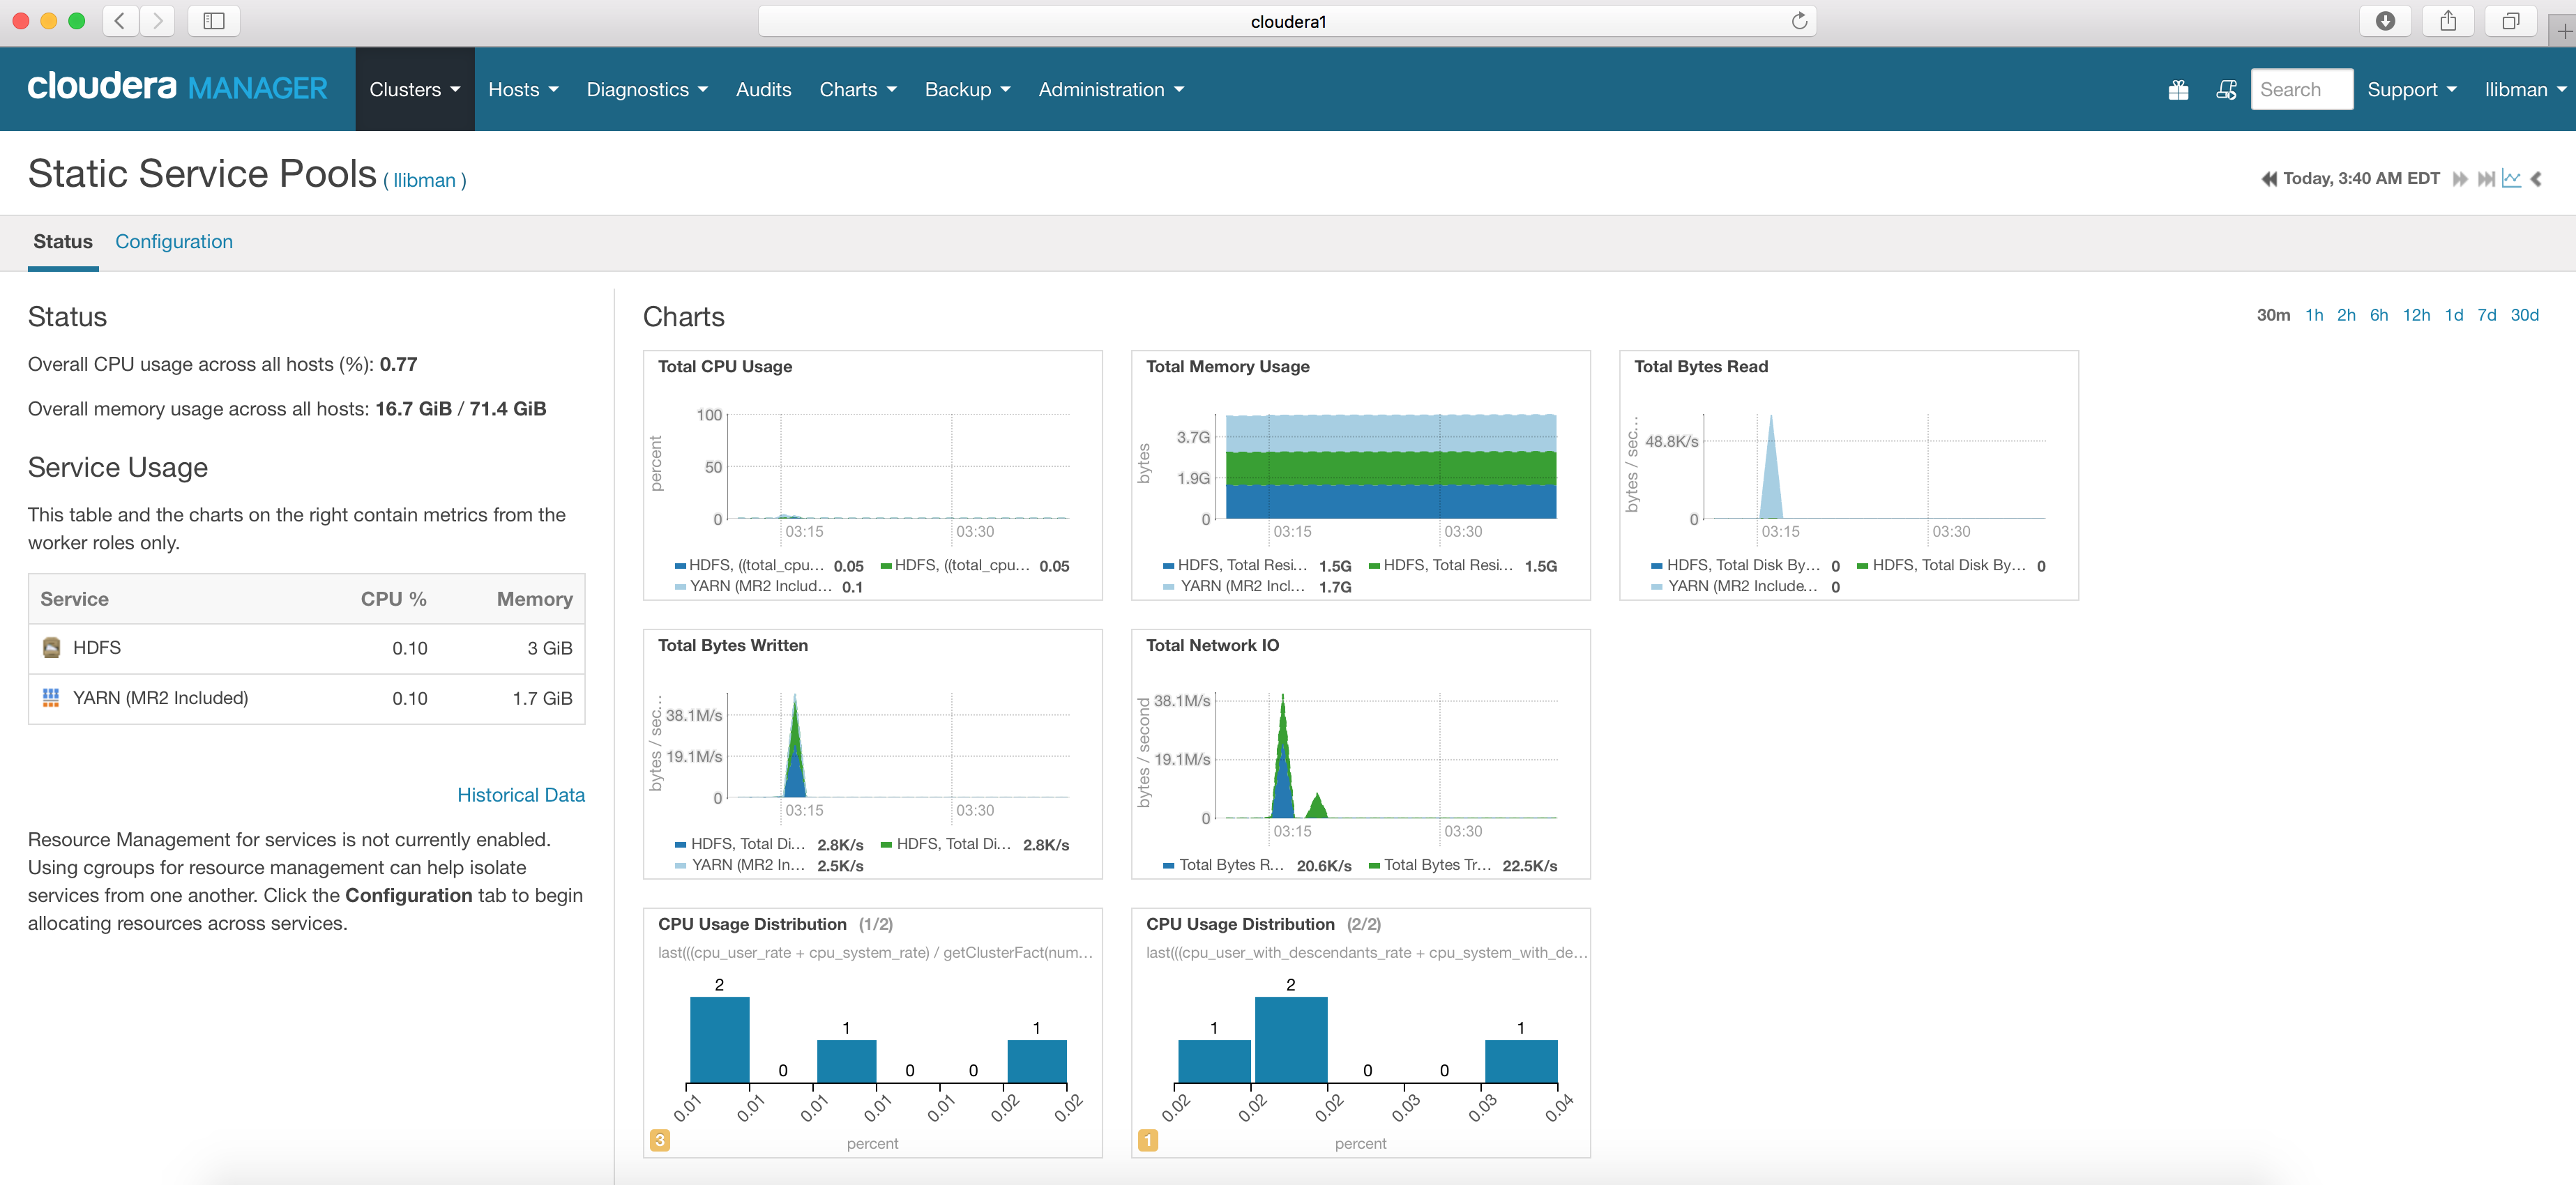 cloudera1
cloudera MANAGER
Clusters
Hosts
Diagnostics
Audits
Charts
Backup
Administration
Search
Support
llibman
Static Service Pools ( llibman )
Today, 3:40 AM EDT
Status
Configuration
Status
Overall CPU usage across all hosts (%): 0.77
Overall memory usage across all hosts: 16.7 GiB / 71.4 GiB
Service Usage
This table and the charts on the right contain metrics from the
worker roles only.
Service CPU % Memory
HDFS 0.10 3 GiB
YARN (MR2 Included) 0.10 1.7 GiB
Historical Data
Resource Management for services is not currently enabled.
Using cgroups for resource management can help isolate
services from one another. Click the Configuration tab to begin
allocating resources across services.
Charts
30m 1h 2h 6h 12h 1d 7d 30d
Total CPU Usage
percent
100
50
0
03:15 03:30
HDFS, ((total_cpu... 0.05 HDFS, ((total_cpu... 0.05
YARN (MR2 Includ... 0.1
Total Memory Usage
bytes
3.7G
1.9G
0
03:15 03:30
HDFS, Total Resi... 1.5G HDFS, Total Resi... 1.5G
YARN (MR2 Incl... 1.7G
Total Bytes Read
bytes / sec...
48.8K/s
0
03:15 03:30
HDFS, Total Disk By... 0 HDFS, Total Disk By... 0
YARN (MR2 Include... 0
Total Bytes Written
bytes / sec...
38.1M/s
19.1M/s
0
03:15 03:30
HDFS, Total Di... 2.8K/s HDFS, Total Di... 2.8K/s
YARN (MR2 In... 2.5K/s
Total Network IO
bytes / second
38.1M/s
19.1M/s
0
03:15 03:30
Total Bytes R... 20.6K/s Total Bytes Tr... 22.5K/s
CPU Usage Distribution (1/2)
last(((cpu_user_rate + cpu_system_rate) / getClusterFact(num...
2 0 1 0 0 1
0.01 0.01 0.01 0.01 0.01 0.02 0.02
3
percent
CPU Usage Distribution (2/2)
last(((cpu_user_with_descendants_rate + cpu_system_with_de...
1 2 0 0 1
0.02 0.02 0.02 0.03 0.03 0.04
1
percent